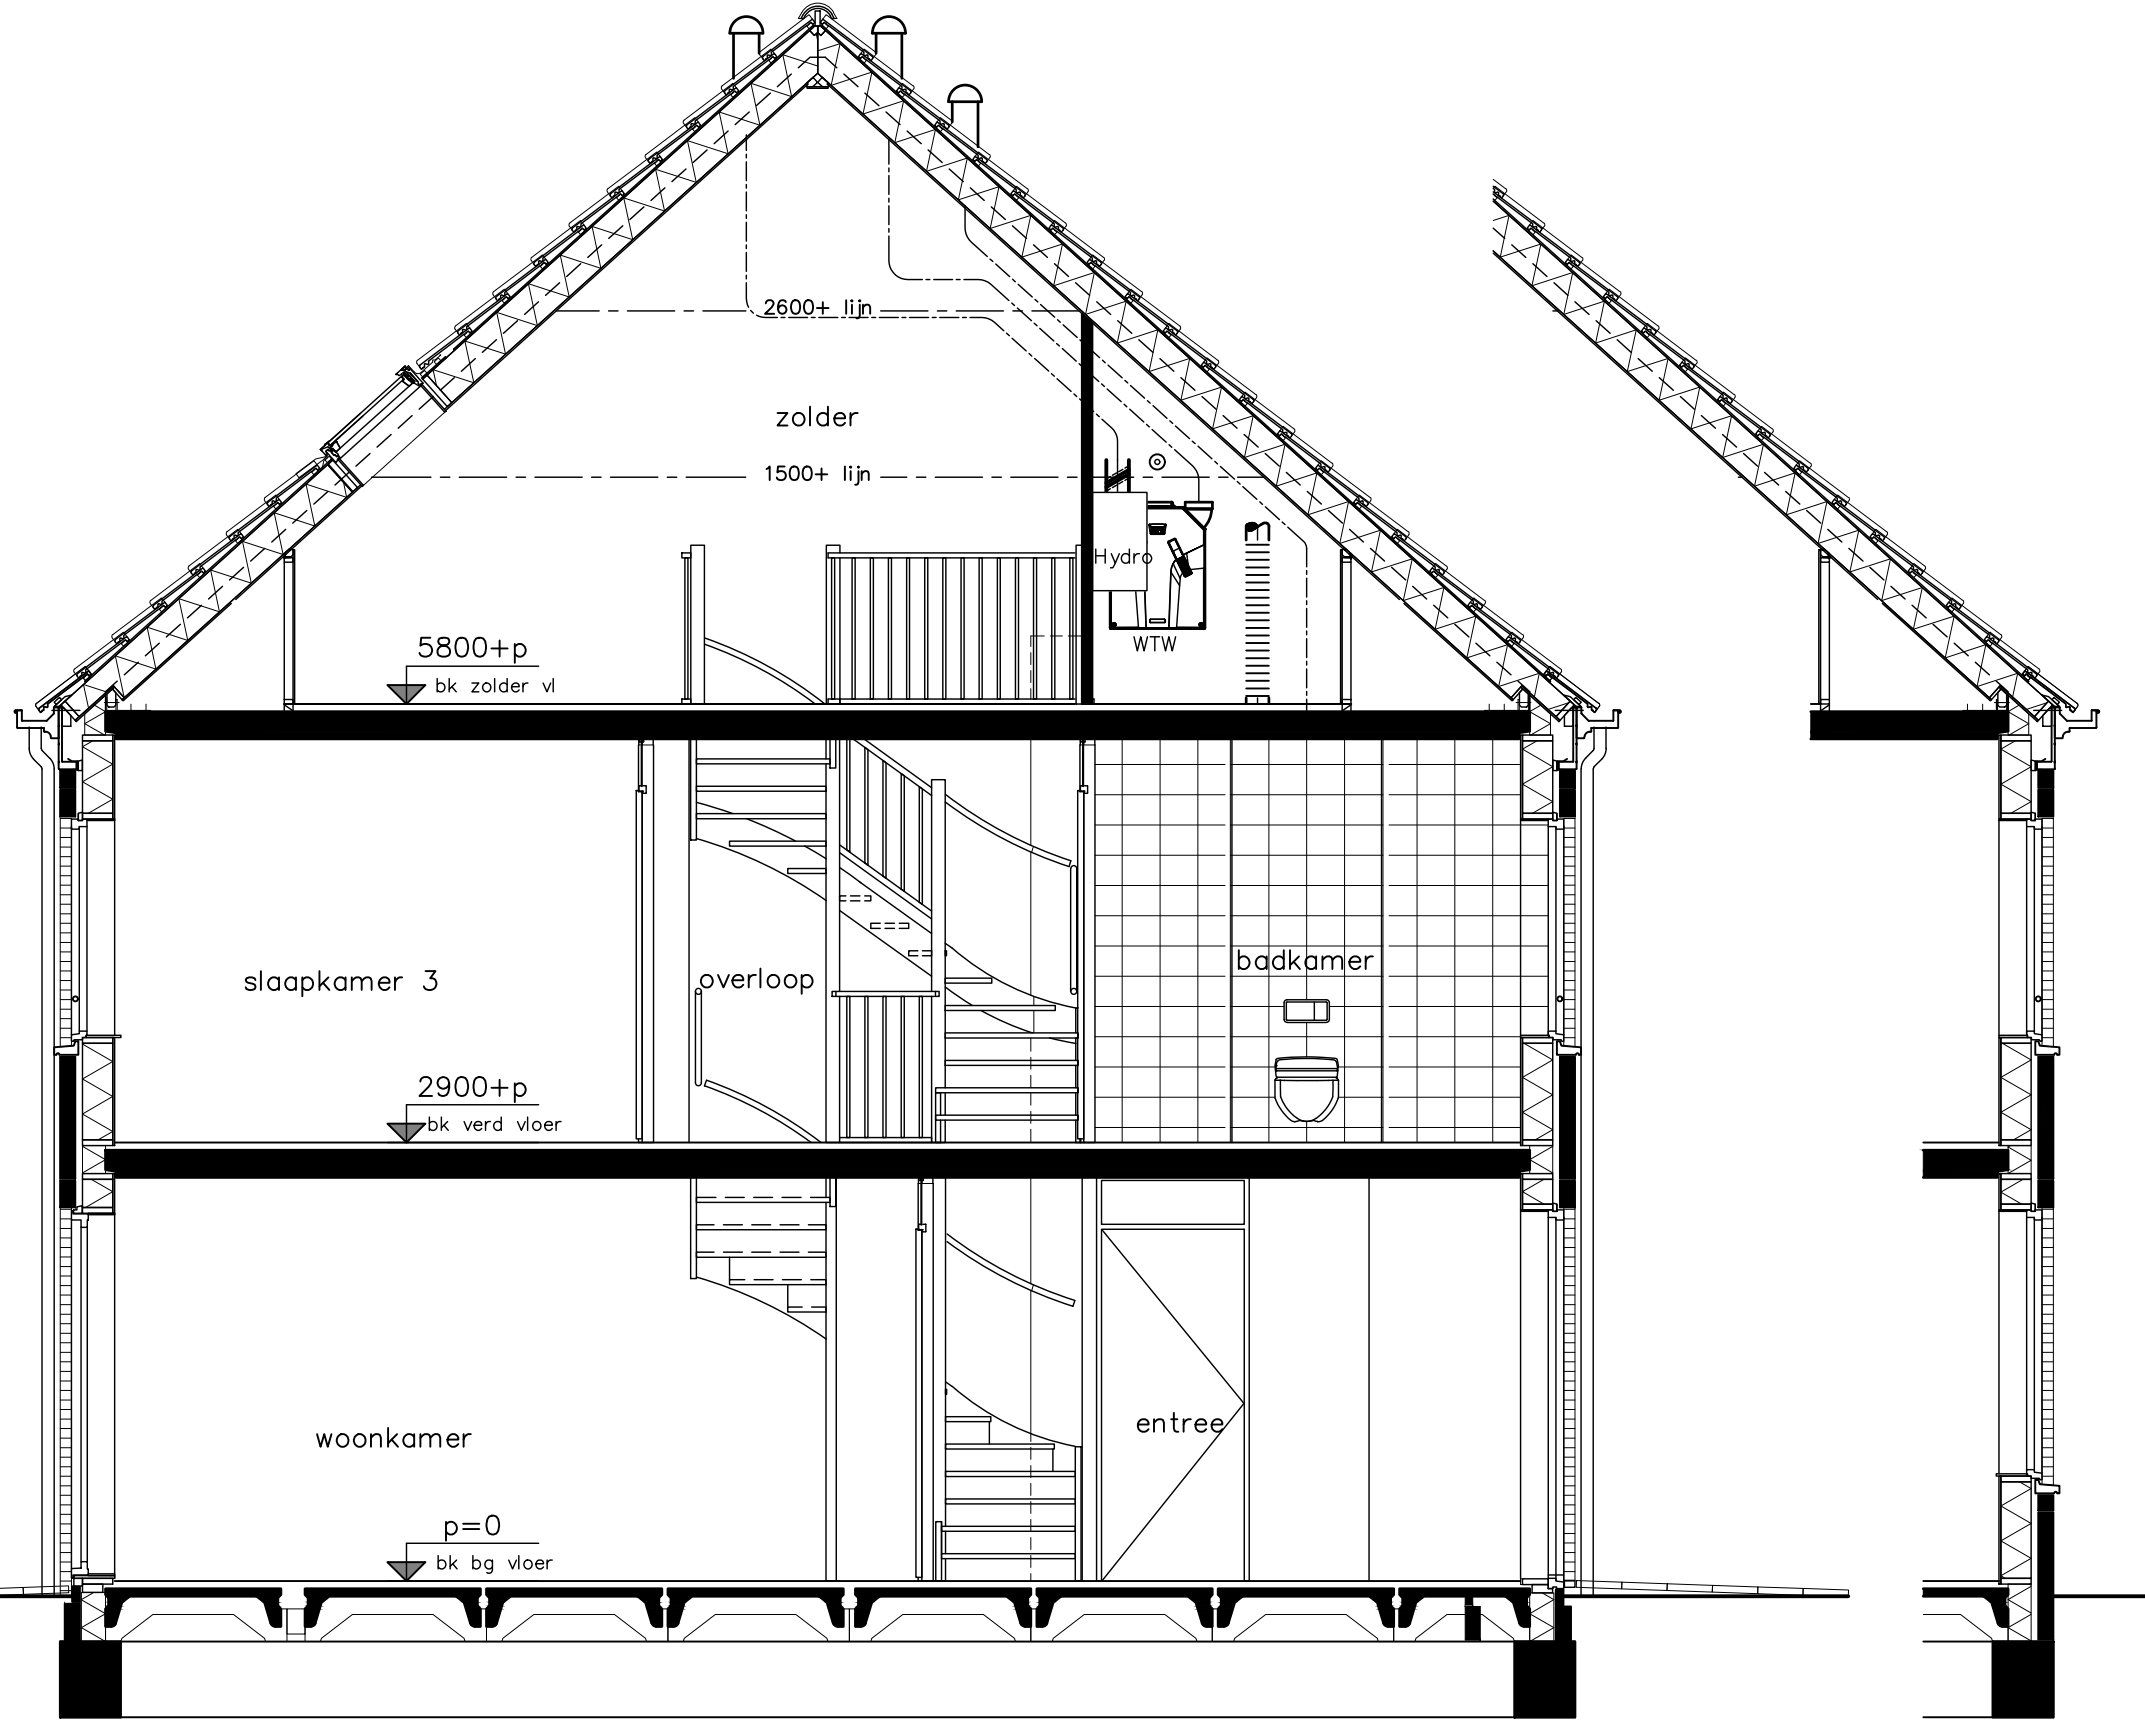 2600+ lijn
zolder
1500+ lijn
Hydro
WTW
5800+p
bk zolder vl
badkamer
slaapkamer 3
overloop
2900+p
bk verd vloer
entree
woonkamer
p=0
bk bg vloer